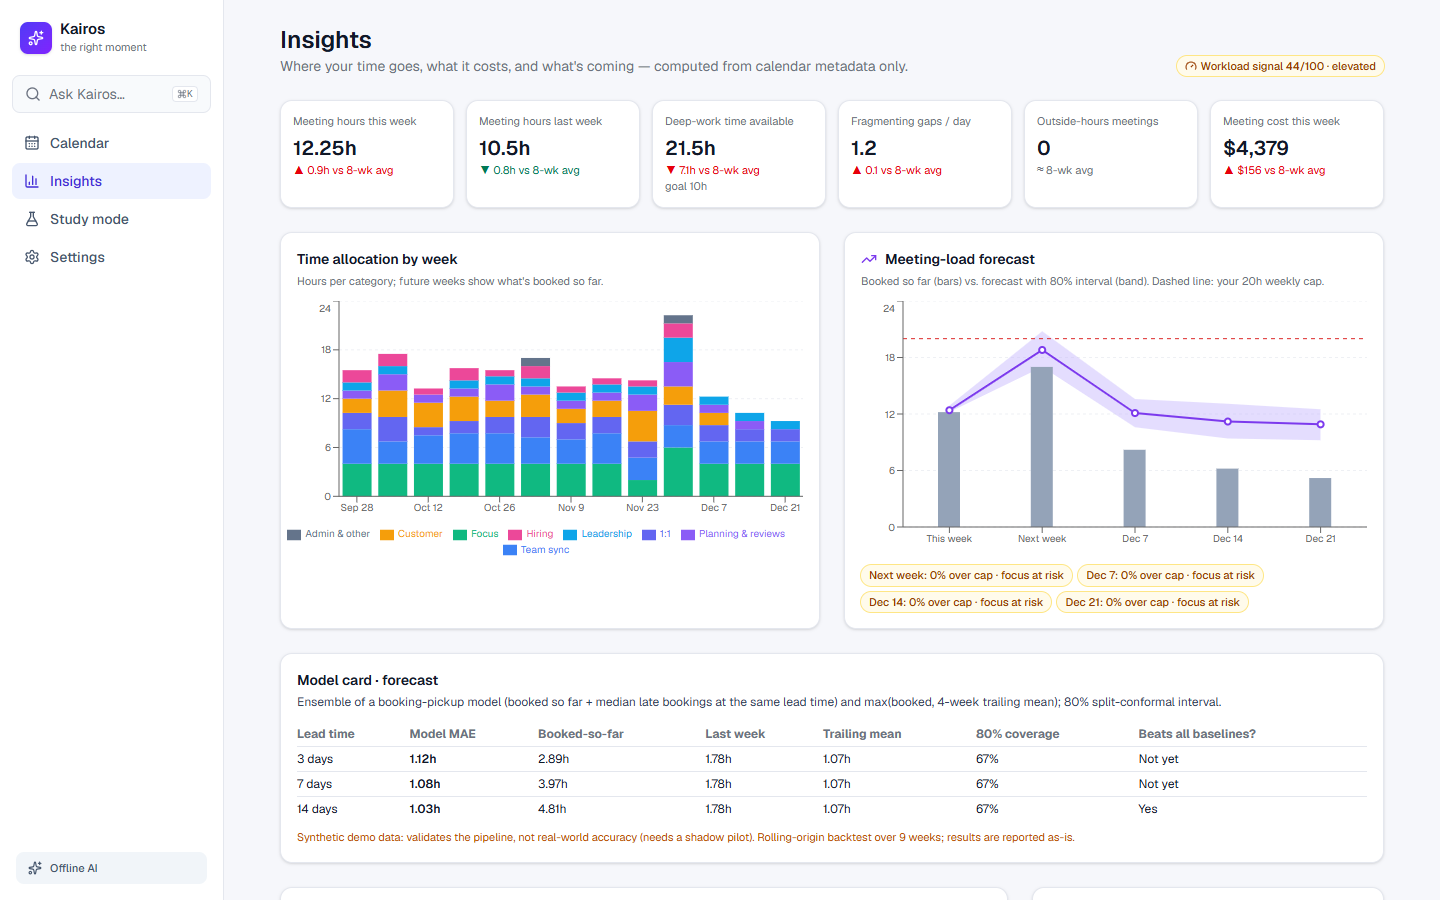 Kairos
the right moment
Ask Kairos... ⌘K
Calendar
Insights
Study mode
Settings
Offline AI
Insights
Where your time goes, what it costs, and what's coming — computed from calendar metadata only.
Workload signal 44/100 · elevated
Meeting hours this week
12.25h
▲ 0.9h vs 8-wk avg
Meeting hours last week
10.5h
▼ 0.8h vs 8-wk avg
Deep-work time available
21.5h
▼ 7.1h vs 8-wk avg
goal 10h
Fragmenting gaps / day
1.2
▲ 0.1 vs 8-wk avg
Outside-hours meetings
0
≈ 8-wk avg
Meeting cost this week
$4,379
▲ $156 vs 8-wk avg
Time allocation by week
Hours per category; future weeks show what's booked so far.
24
18
12
6
0
Sep 28 Oct 12 Oct 26 Nov 9 Nov 23 Dec 7 Dec 21
Admin & other Customer Focus Hiring Leadership 1:1 Planning & reviews
Team sync
Meeting-load forecast
Booked so far (bars) vs. forecast with 80% interval (band). Dashed line: your 20h weekly cap.
24
18
12
6
0
This week Next week Dec 7 Dec 14 Dec 21
Next week: 0% over cap · focus at risk Dec 7: 0% over cap · focus at risk
Dec 14: 0% over cap · focus at risk Dec 21: 0% over cap · focus at risk
Model card · forecast
Ensemble of a booking-pickup model (booked so far + median late bookings at the same lead time) and max(booked, 4-week trailing mean); 80% split-conformal interval.
Lead time Model MAE Booked-so-far Last week Trailing mean 80% coverage Beats all baselines?
3 days 1.12h 2.89h 1.78h 1.07h 67% Not yet
7 days 1.08h 3.97h 1.78h 1.07h 67% Not yet
14 days 1.03h 4.81h 1.78h 1.07h 67% Yes
Synthetic demo data: validates the pipeline, not real-world accuracy (needs a shadow pilot). Rolling-origin backtest over 9 weeks; results are reported as-is.